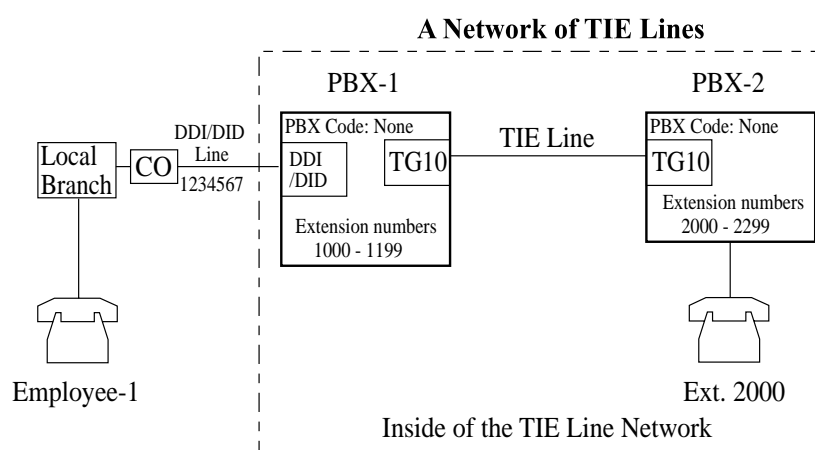 A Network of TIE Lines
PBX-1
PBX-2
DDI/DID
Line
1234567
Local
Branch
CO
PBX Code: None
DDI
/DID
TG10
Extension numbers
1000 - 1199
TIE Line
PBX Code: None
TG10
Extension numbers
2000 - 2299
Employee-1
Ext. 2000
Inside of the TIE Line Network